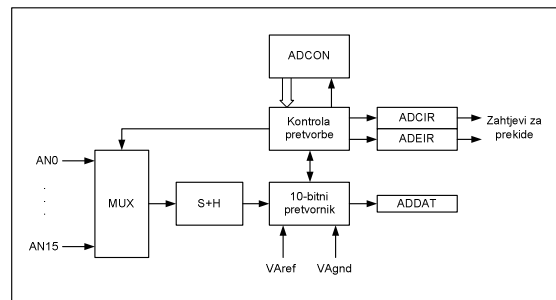 ADCON
Kontrola
pretvorbe
ADCIR
ADEIR
Zahtjevi za
prekide
AN0
.
.
.
AN15
MUX
S+H
10-bitni
pretvornik
ADDAT
VAref
VAgnd